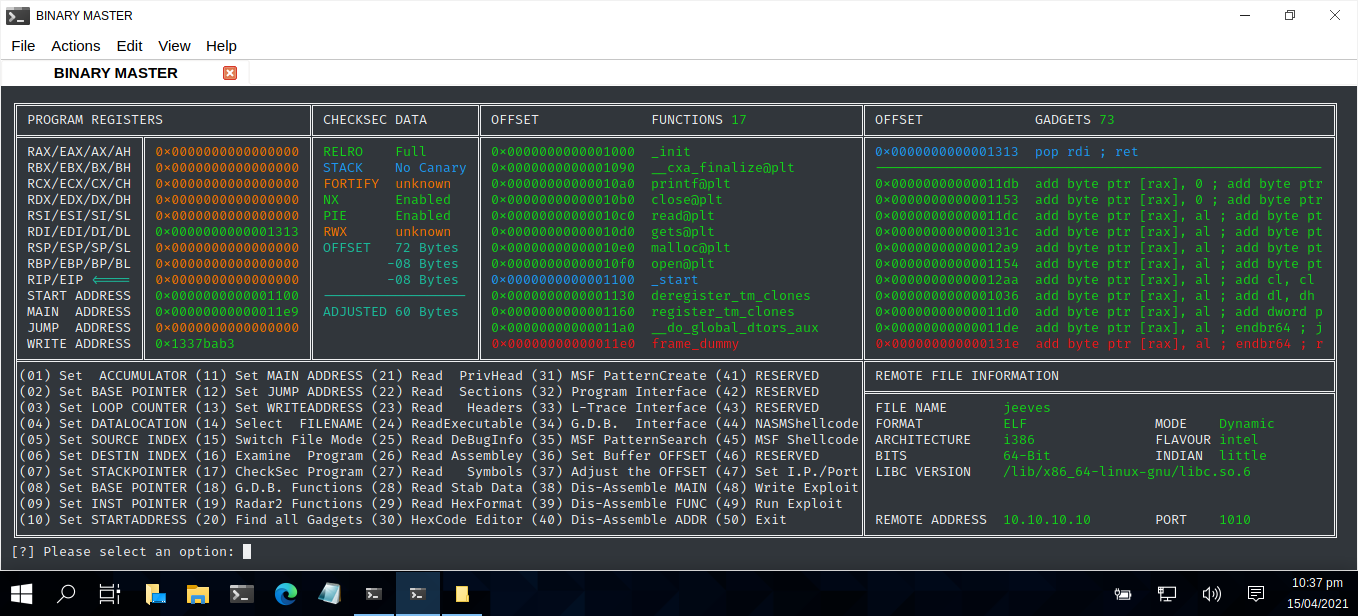 BINARY MASTER
File Actions Edit View Help
BINARY MASTER
PROGRAM REGISTERS CHECKSEC DATA OFFSET FUNCTIONS 17 OFFSET GADGETS 73
RAX/EAX/AX/AH 0×0000000000000000 RELRO Full 0×0000000000001000 _init 0×0000000000001313 pop rdi ; ret
RBX/EBX/BX/BH 0×0000000000000000 STACK No Canary 0×0000000000001090 __cxa_finalize@plt
RCX/ECX/CX/CH 0×0000000000000000 FORTIFY unknown 0×00000000000010a0 printf@plt 0×00000000000011db add byte ptr [rax], 0 ; add byte ptr
RDX/EDX/DX/DH 0×0000000000000000 NX Enabled 0×00000000000010b0 close@plt 0×0000000000001153 add byte ptr [rax], 0 ; add byte ptr
RSI/ESI/SI/SL 0×0000000000000000 PIE Enabled 0×00000000000010c0 read@plt 0×00000000000011dc add byte ptr [rax], al ; add byte pt
RDI/EDI/DI/DL 0×0000000000001313 RWX unknown 0×00000000000010d0 gets@plt 0×000000000000131c add byte ptr [rax], al ; add byte pt
RSP/ESP/SP/SL 0×0000000000000000 OFFSET 72 Bytes 0×00000000000010e0 malloc@plt 0×00000000000012a9 add byte ptr [rax], al ; add byte pt
RBP/EBP/BP/BL 0×0000000000000000 -08 Bytes 0×00000000000010f0 open@plt 0×0000000000001154 add byte ptr [rax], al ; add byte pt
RIP/EIP <==== 0×0000000000000000 -08 Bytes 0×0000000000001100 _start 0×00000000000012aa add byte ptr [rax], al ; add cl, cl
START ADDRESS 0×0000000000001100 0×0000000000001130 deregister_tm_clones 0×0000000000001036 add byte ptr [rax], al ; add dl, dh
MAIN ADDRESS 0×00000000000011e9 ADJUSTED 60 Bytes 0×0000000000001160 register_tm_clones 0×00000000000011d0 add byte ptr [rax], al ; add dword p
JUMP ADDRESS 0×0000000000000000 0×00000000000011a0 __do_global_dtors_aux 0×00000000000011de add byte ptr [rax], al ; endbr64 ; j
WRITE ADDRESS 0×1337bab3 0×00000000000011e0 frame_dummy 0×000000000000131e add byte ptr [rax], al ; endbr64 ; r
(01) Set ACCUMULATOR (11) Set MAIN ADDRESS (21) Read PrivHead (31) MSF PatternCreate (41) RESERVED REMOTE FILE INFORMATION
(02) Set BASE POINTER (12) Set JUMP ADDRESS (22) Read Sections (32) Program Interface (42) RESERVED
(03) Set LOOP COUNTER (13) Set WRITEADDRESS (23) Read Headers (33) L-Trace Interface (43) RESERVED FILE NAME jeeves
(04) Set DATALOCATION (14) Select FILENAME (24) ReadExecutable (34) G.D.B. Interface (44) NASMShellcode FORMAT ELF MODE Dynamic
(05) Set SOURCE INDEX (15) Switch File Mode (25) Read DeBugInfo (35) MSF PatternSearch (45) MSF Shellcode ARCHITECTURE i386 FLAVOUR intel
(06) Set DESTIN INDEX (16) Examine Program (26) Read Assembley (36) Set Buffer OFFSET (46) RESERVED BITS 64-Bit INDIAN little
(07) Set STACKPOINTER (17) CheckSec Program (27) Read Symbols (37) Adjust the OFFSET (47) Set I.P./Port LIBC VERSION /lib/x86_64-linux-gnu/libc.so.6
(08) Set BASE POINTER (18) G.D.B. Functions (28) Read Stab Data (38) Dis-Assemble MAIN (48) Write Exploit
(09) Set INST POINTER (19) Radar2 Functions (29) Read HexFormat (39) Dis-Assemble FUNC (49) Run Exploit
(10) Set STARTADDRESS (20) Find all Gadgets (30) HexCode Editor (40) Dis-Assemble ADDR (50) Exit REMOTE ADDRESS 10.10.10.10 PORT 1010
[?] Please select an option:
10:37 pm
15/04/2021